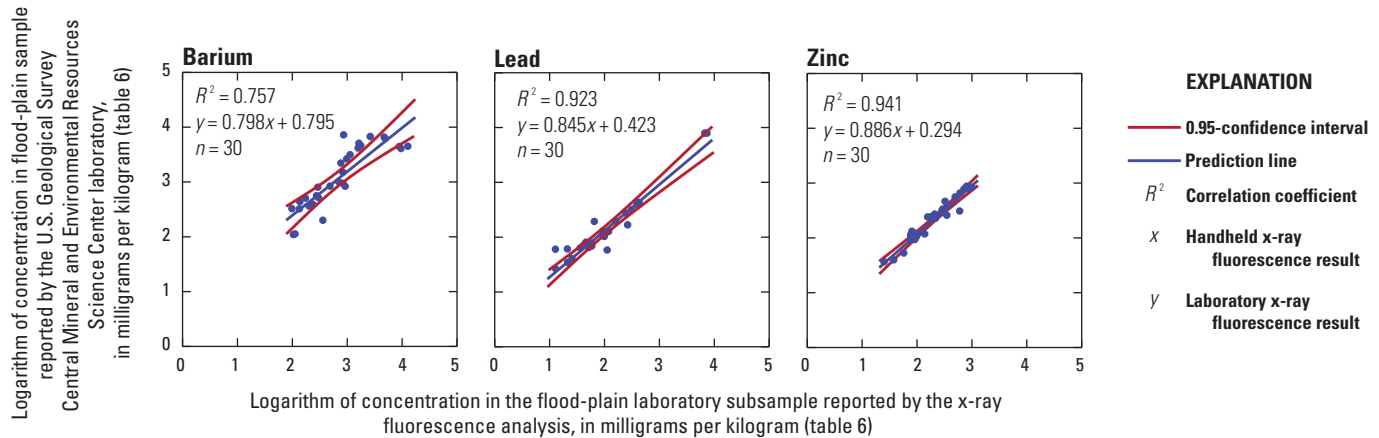 Logarithm of concentration in flood-plain sample
reported by the U.S. Geological Survey
Central Mineral and Environmental Resources
Science Center laboratory,
in milligrams per kilogram (table 6)
Barium
R² = 0.757
y = 0.798x + 0.795
n = 30
5
4
3
2
1
0
0 1 2 3 4 5
Lead
R² = 0.923
y = 0.845x + 0.423
n = 30
0 1 2 3 4 5
Zinc
R² = 0.941
y = 0.886x + 0.294
n = 30
0 1 2 3 4 5
Logarithm of concentration in the flood-plain laboratory subsample reported by the x-ray
fluorescence analysis, in milligrams per kilogram (table 6)
EXPLANATION
0.95-confidence interval
Prediction line
R² Correlation coefficient
x Handheld x-ray
fluorescence result
y Laboratory x-ray
fluorescence result